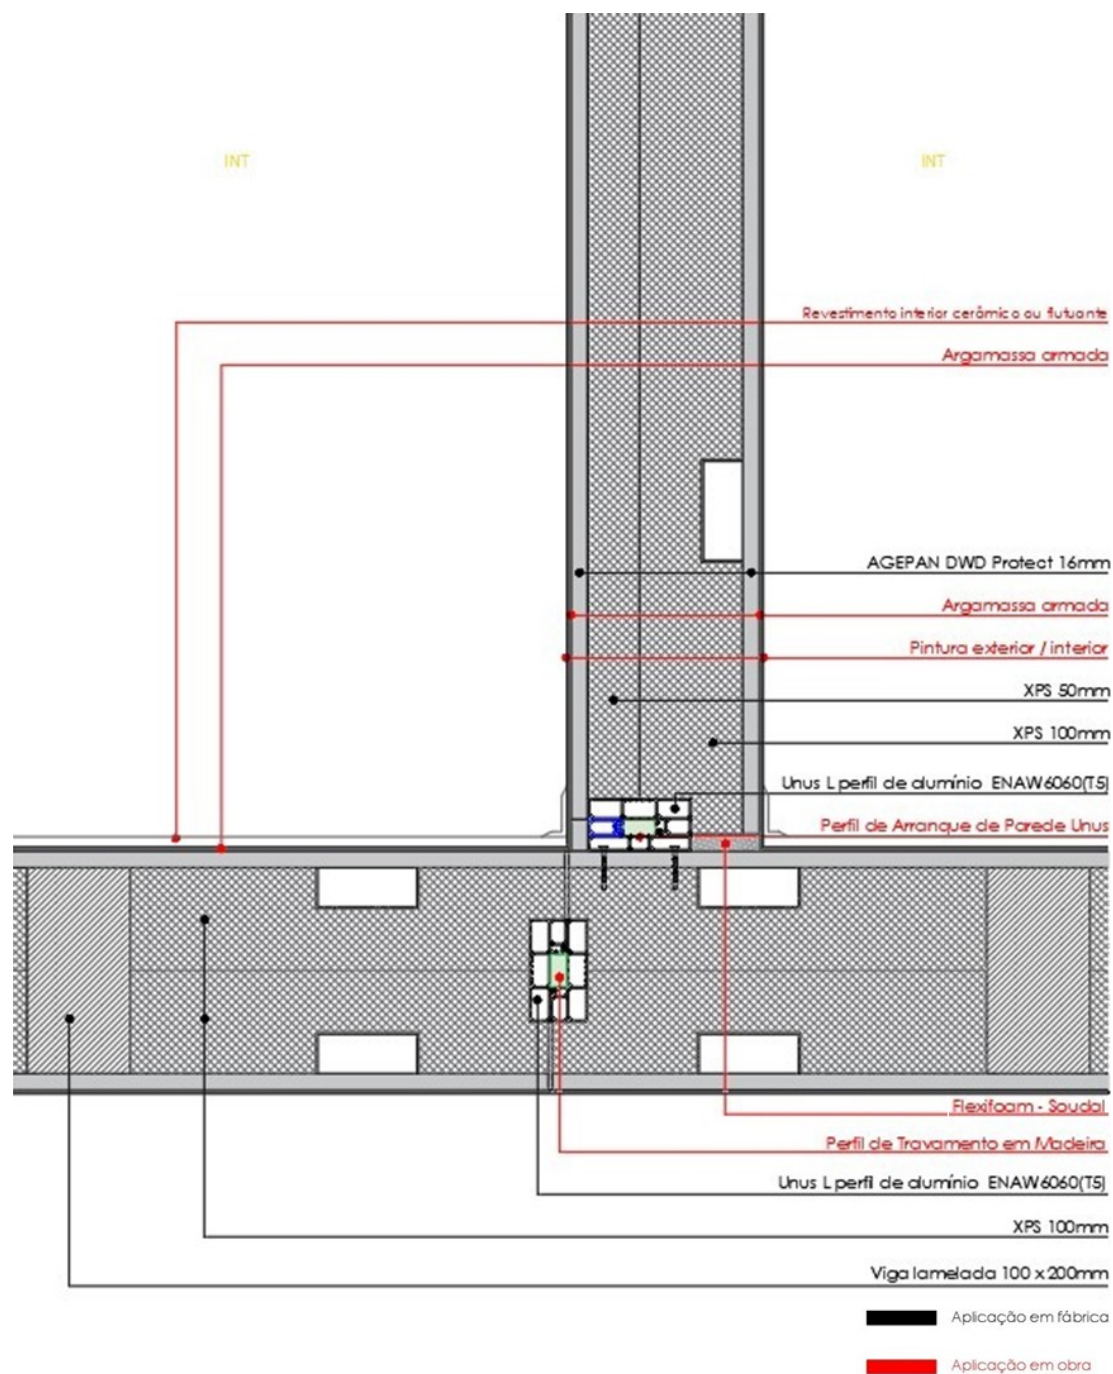 INT
INT
Revestimento interior cerâmico ou flutuante
Argamassa armada
AGEPAN DWD Protect 16mm
Argamassa armada
Pintura exterior / interior
XPS 50mm
XPS 100mm
Unus L perfil de alumínio ENAW6060(T5)
Perfil de Arranque de Parede Unus
Flexifoam - Soudal
Perfil de Travamento em Madeira
Unus L perfil de alumínio ENAW6060(T5)
XPS 100mm
Viga lamelada 100 x 200mm
Aplicação em fábrica
Aplicação em obra